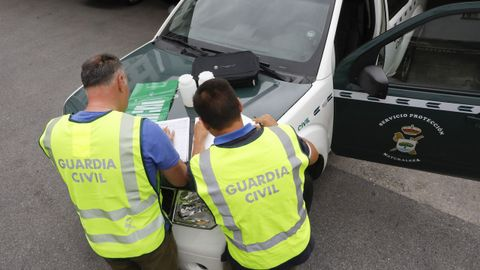 GUARDIA
CIVIL
GUARDIA
CIVIL
SERVICIO PROTECCIÓN
NATURALEZA